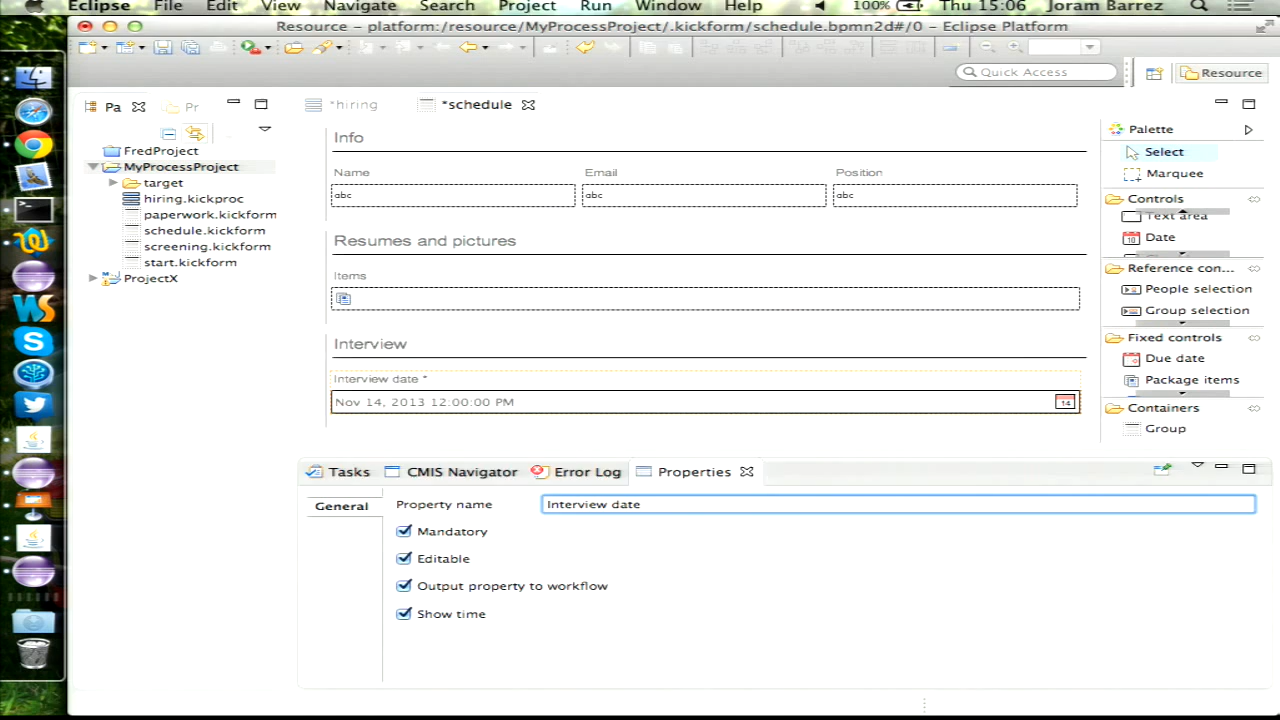 Eclipse File Edit View Navigate Search Project Run Window Help 100% Thu 15:06 Joram Barrez
Resource – platform:/resource/MyProcessProject/.kickform/schedule.bpmn2d#/0 – Eclipse Platform
Quick Access
Resource
Pa
Pr
*hiring
*schedule
FredProject
MyProcessProject
target
hiring.kickproc
paperwork.kickform
schedule.kickform
screening.kickform
start.kickform
ProjectX
Info
Name Email Position
abc abc abc
Resumes and pictures
Items
Interview
Interview date *
Nov 14, 2013 12:00:00 PM
14
Palette
Select
Marquee
Controls
Text area
Date
Reference con...
People selection
Group selection
Fixed controls
Due date
Package items
Containers
Group
Tasks CMIS Navigator Error Log Properties
General
Property name Interview date
Mandatory
Editable
Output property to workflow
Show time